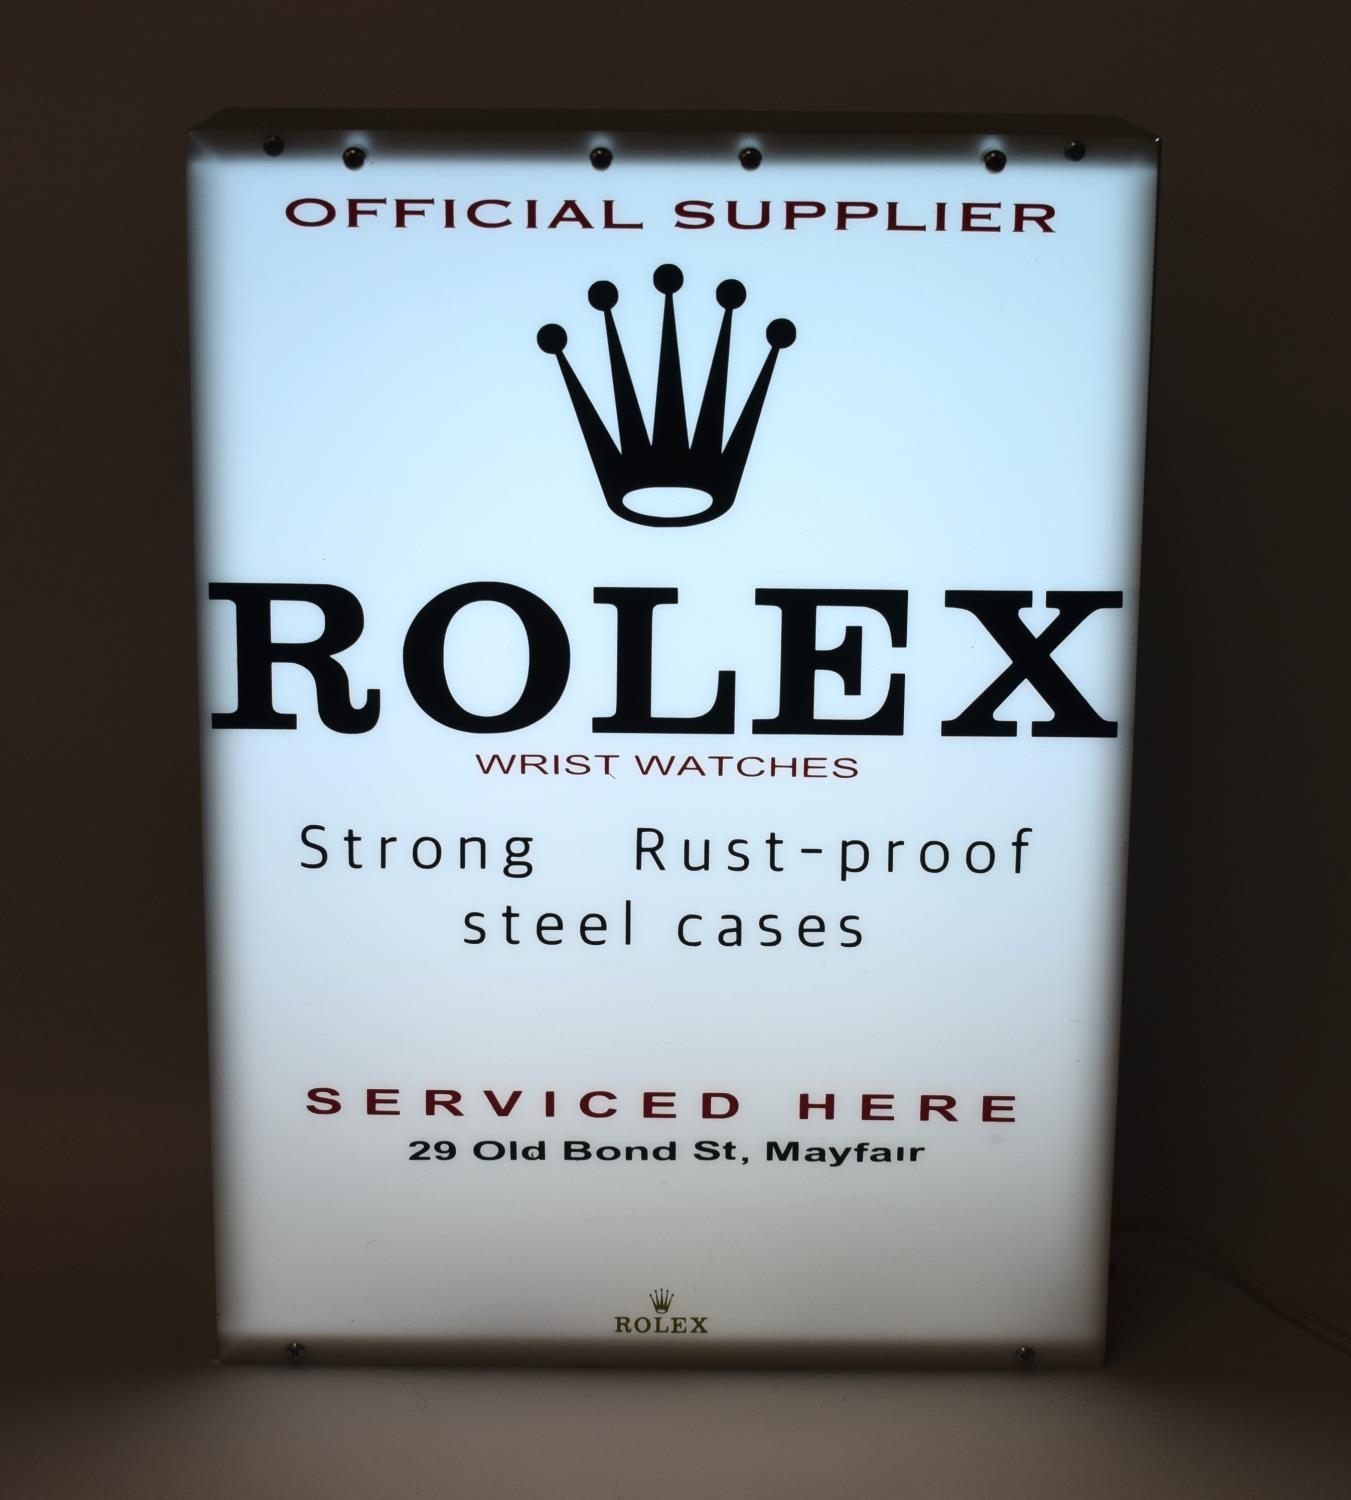 OFFICIAL SUPPLIER
ROLEX
WRIST WATCHES
Strong Rust-proof
steel cases
SERVICED HERE
29 Old Bond St, Mayfair
ROLEX